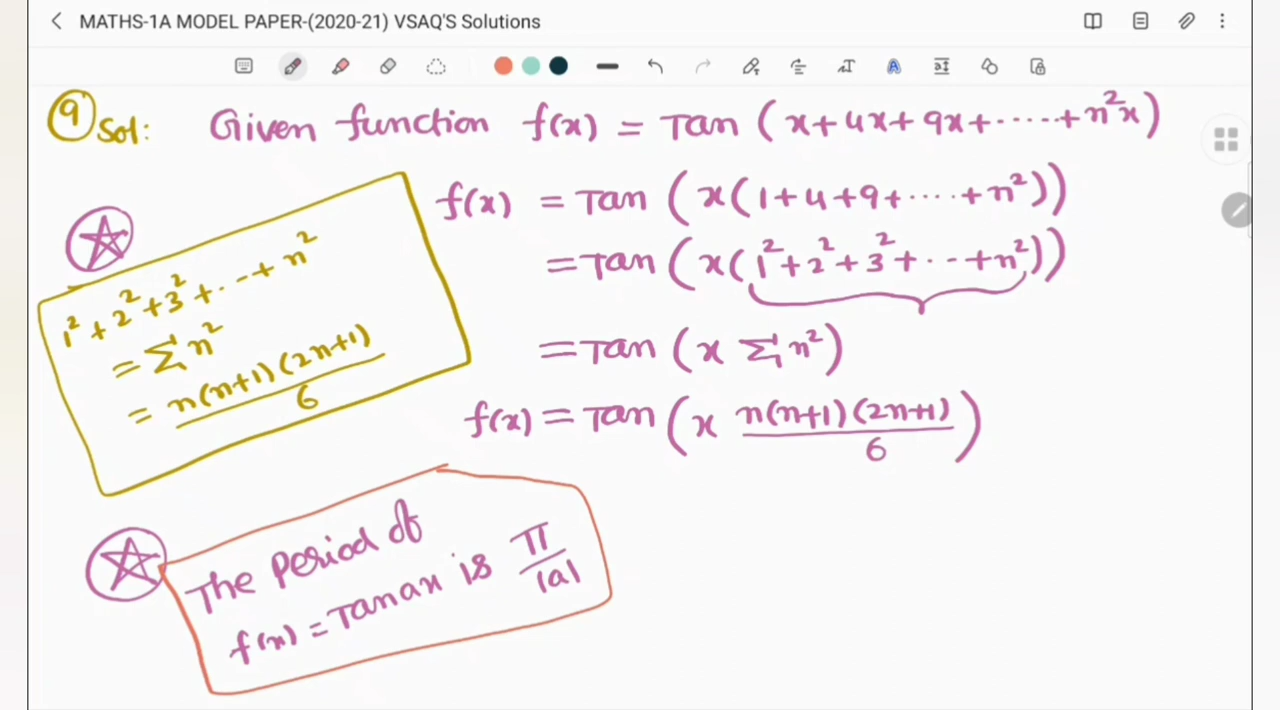 MATHS-1A MODEL PAPER-(2020-21) VSAQ'S Solutions
9 Sol: Given function f(x) = Tan (x+4x+9x+.....+n²x)
f(x) = Tan (x(1+4+9+....+n²))
=Tan (x(1²+2²+3²+..-+n²))
=Tan (x Σn²)
f(x) = Tan (x n(n+1)(2n+1)/6)
1²+2²+3²+..-+n²
= Σn²
= n(n+1)(2n+1)/6
The Period of
f(x) = Tanax is π/|a|